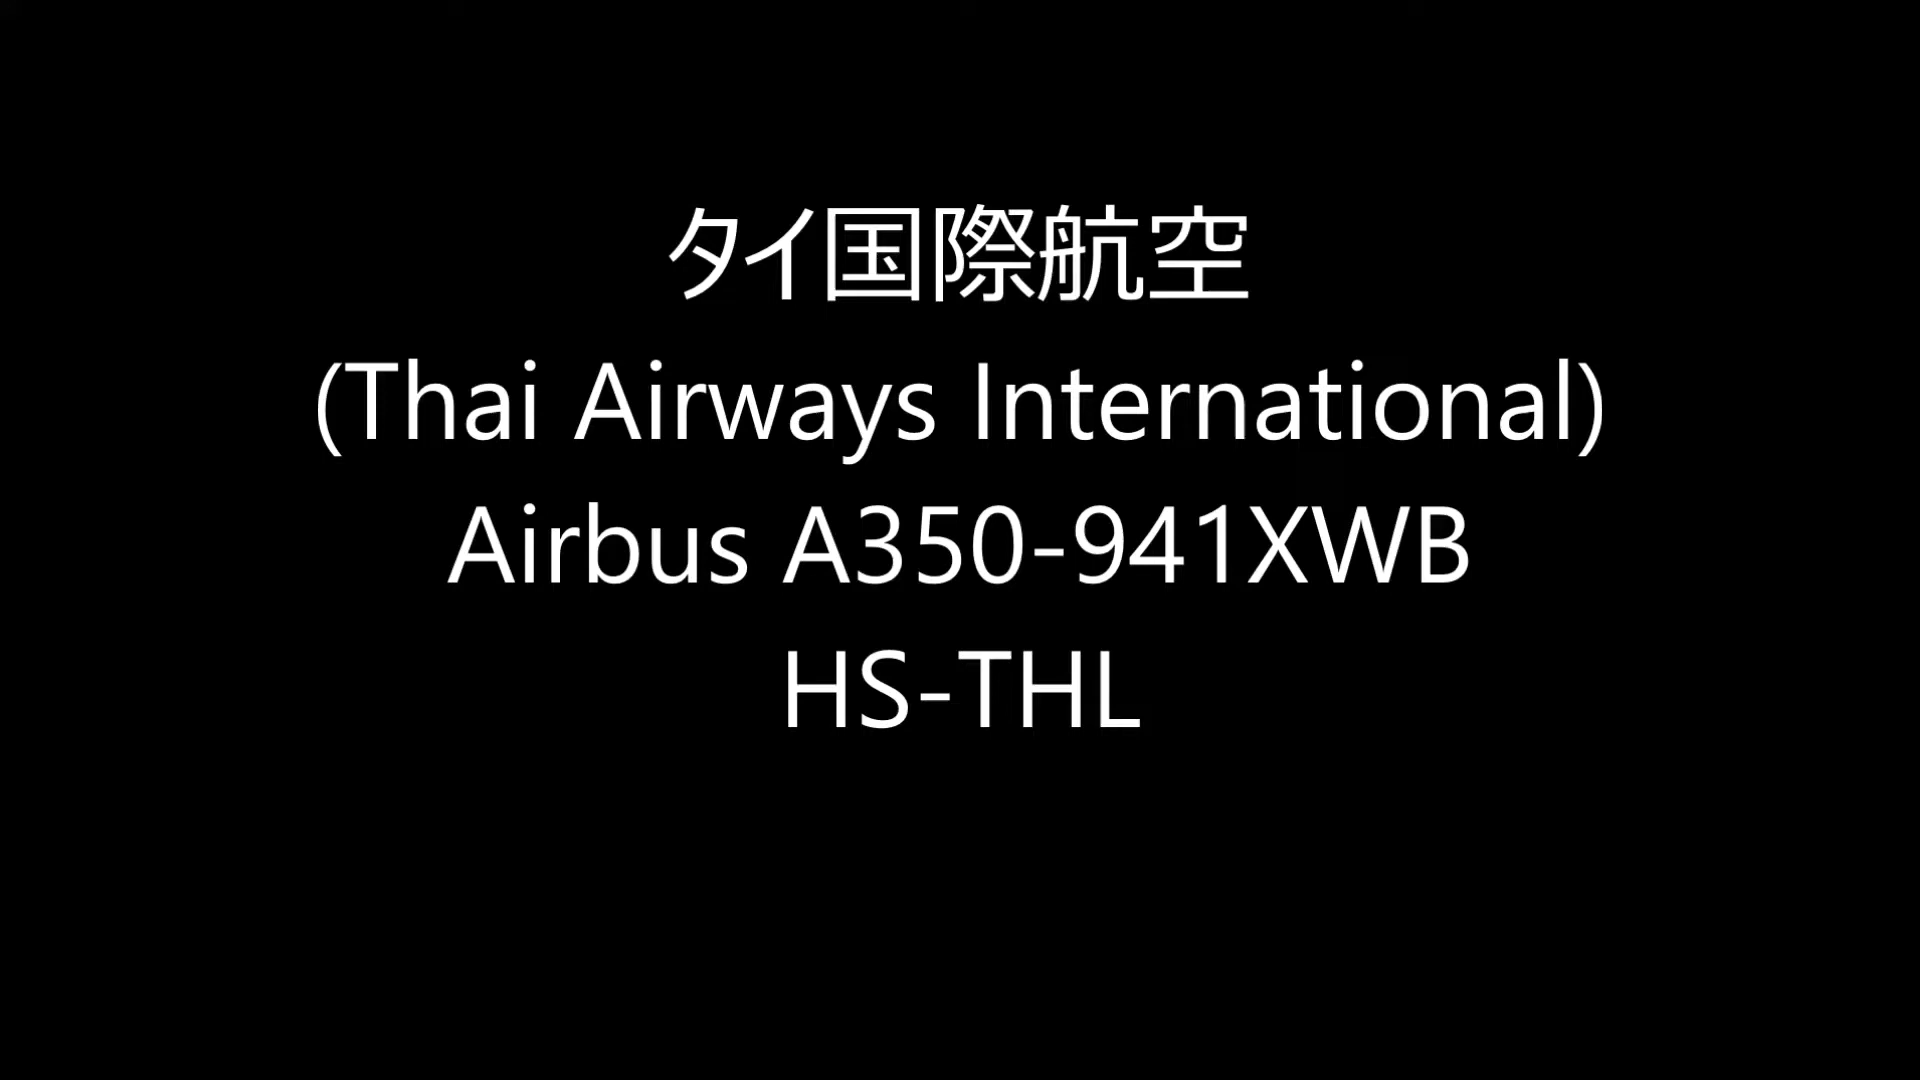 タイ国際航空
(Thai Airways International)
Airbus A350-941XWB
HS-THL